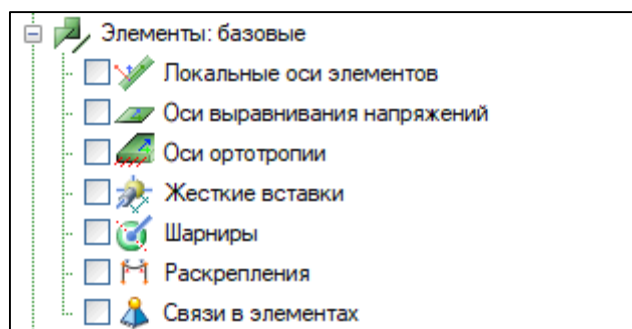 Элементы: базовые
Локальные оси элементов
Оси выравнивания напряжений
Оси ортотропии
Жесткие вставки
Шарниры
Раскрепления
Связи в элементах